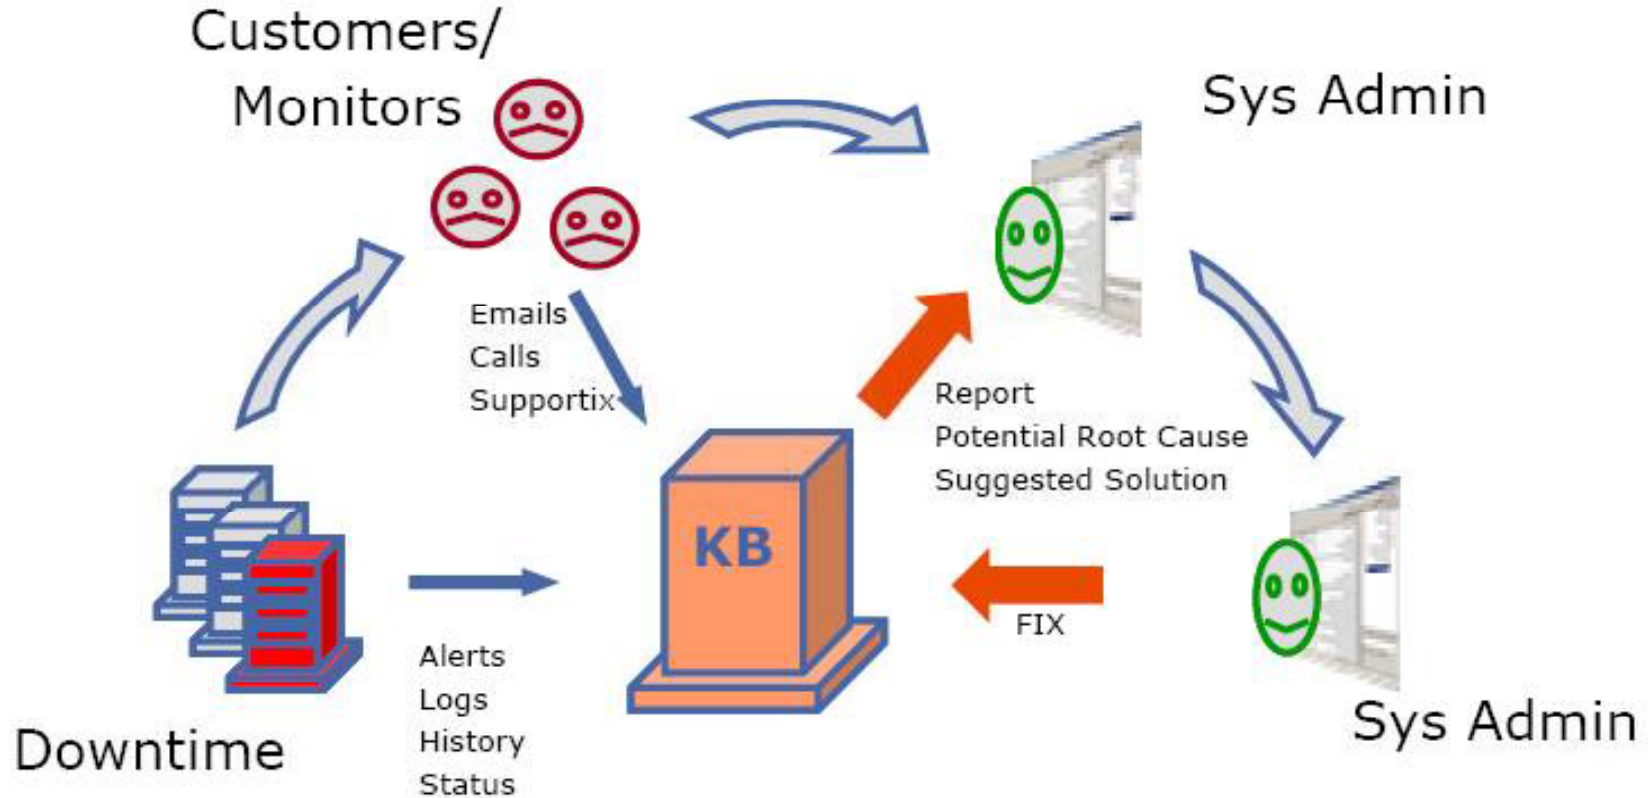 Customers/
Monitors
Sys Admin
Emails
Calls
Supportix
Report
Potential Root Cause
Suggested Solution
KB
FIX
Alerts
Logs
History
Status
Downtime
Sys Admin